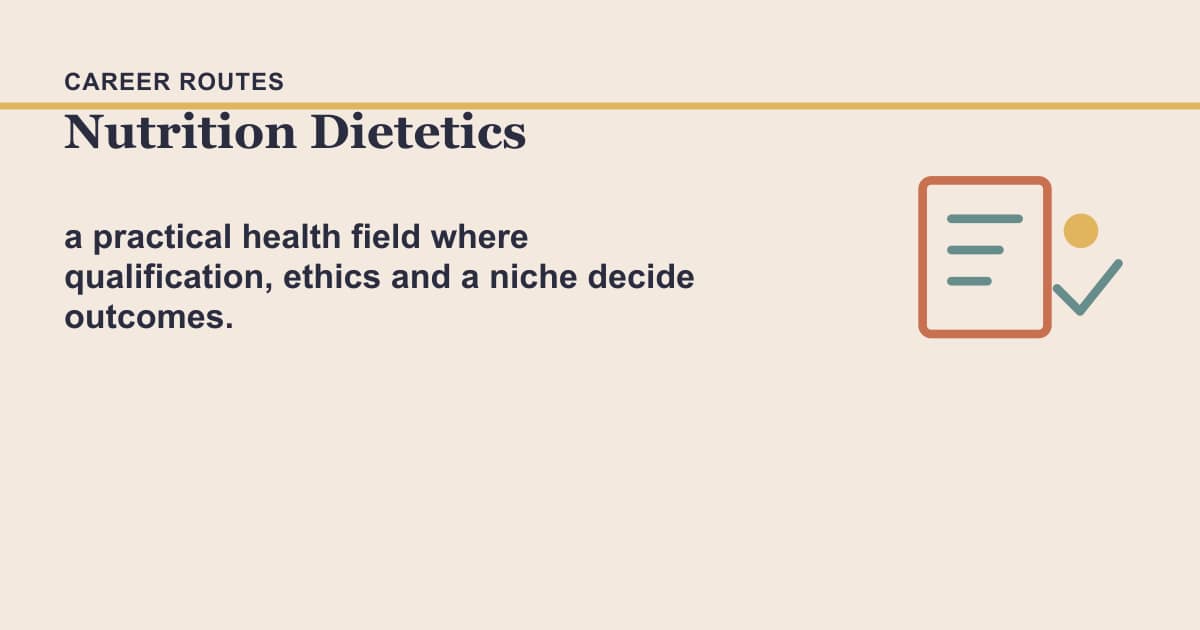 CAREER ROUTES
Nutrition Dietetics
a practical health field where
qualification, ethics and a niche decide
outcomes.